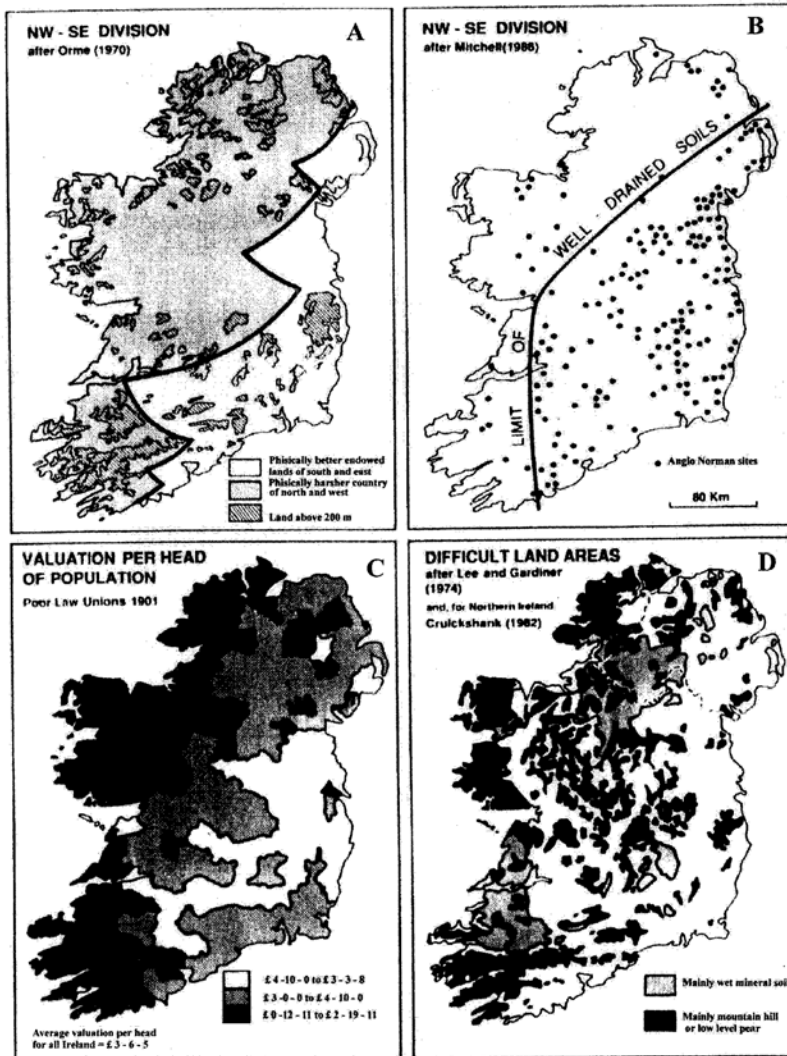 NW - SE DIVISION
after Orme (1970)
A
Phisically better endowed
lands of south and east
Phisically harsher country
of north and west
Land above 200 m
NW - SE DIVISION
after Mitchell(1986)
B
LIMIT OF WELL DRAINED SOILS
Anglo Norman sites
80 Km
VALUATION PER HEAD
OF POPULATION
Poor Law Unions 1901
C
£ 4 -10 - 0 to £ 3 - 3 - 8
£ 3 -0 - 0 to £ 4 - 10 - 0
£ 0 -12 - 11 to £ 2 - 19 - 11
Average valuation per head
for all Ireland = £ 3 - 6 - 5
DIFFICULT LAND AREAS
after Lee and Gardiner
(1974)
and, for Northern Ireland
Cruickshank (1982)
D
Mainly wet mineral soil
Mainly mountain hill
or low level pear